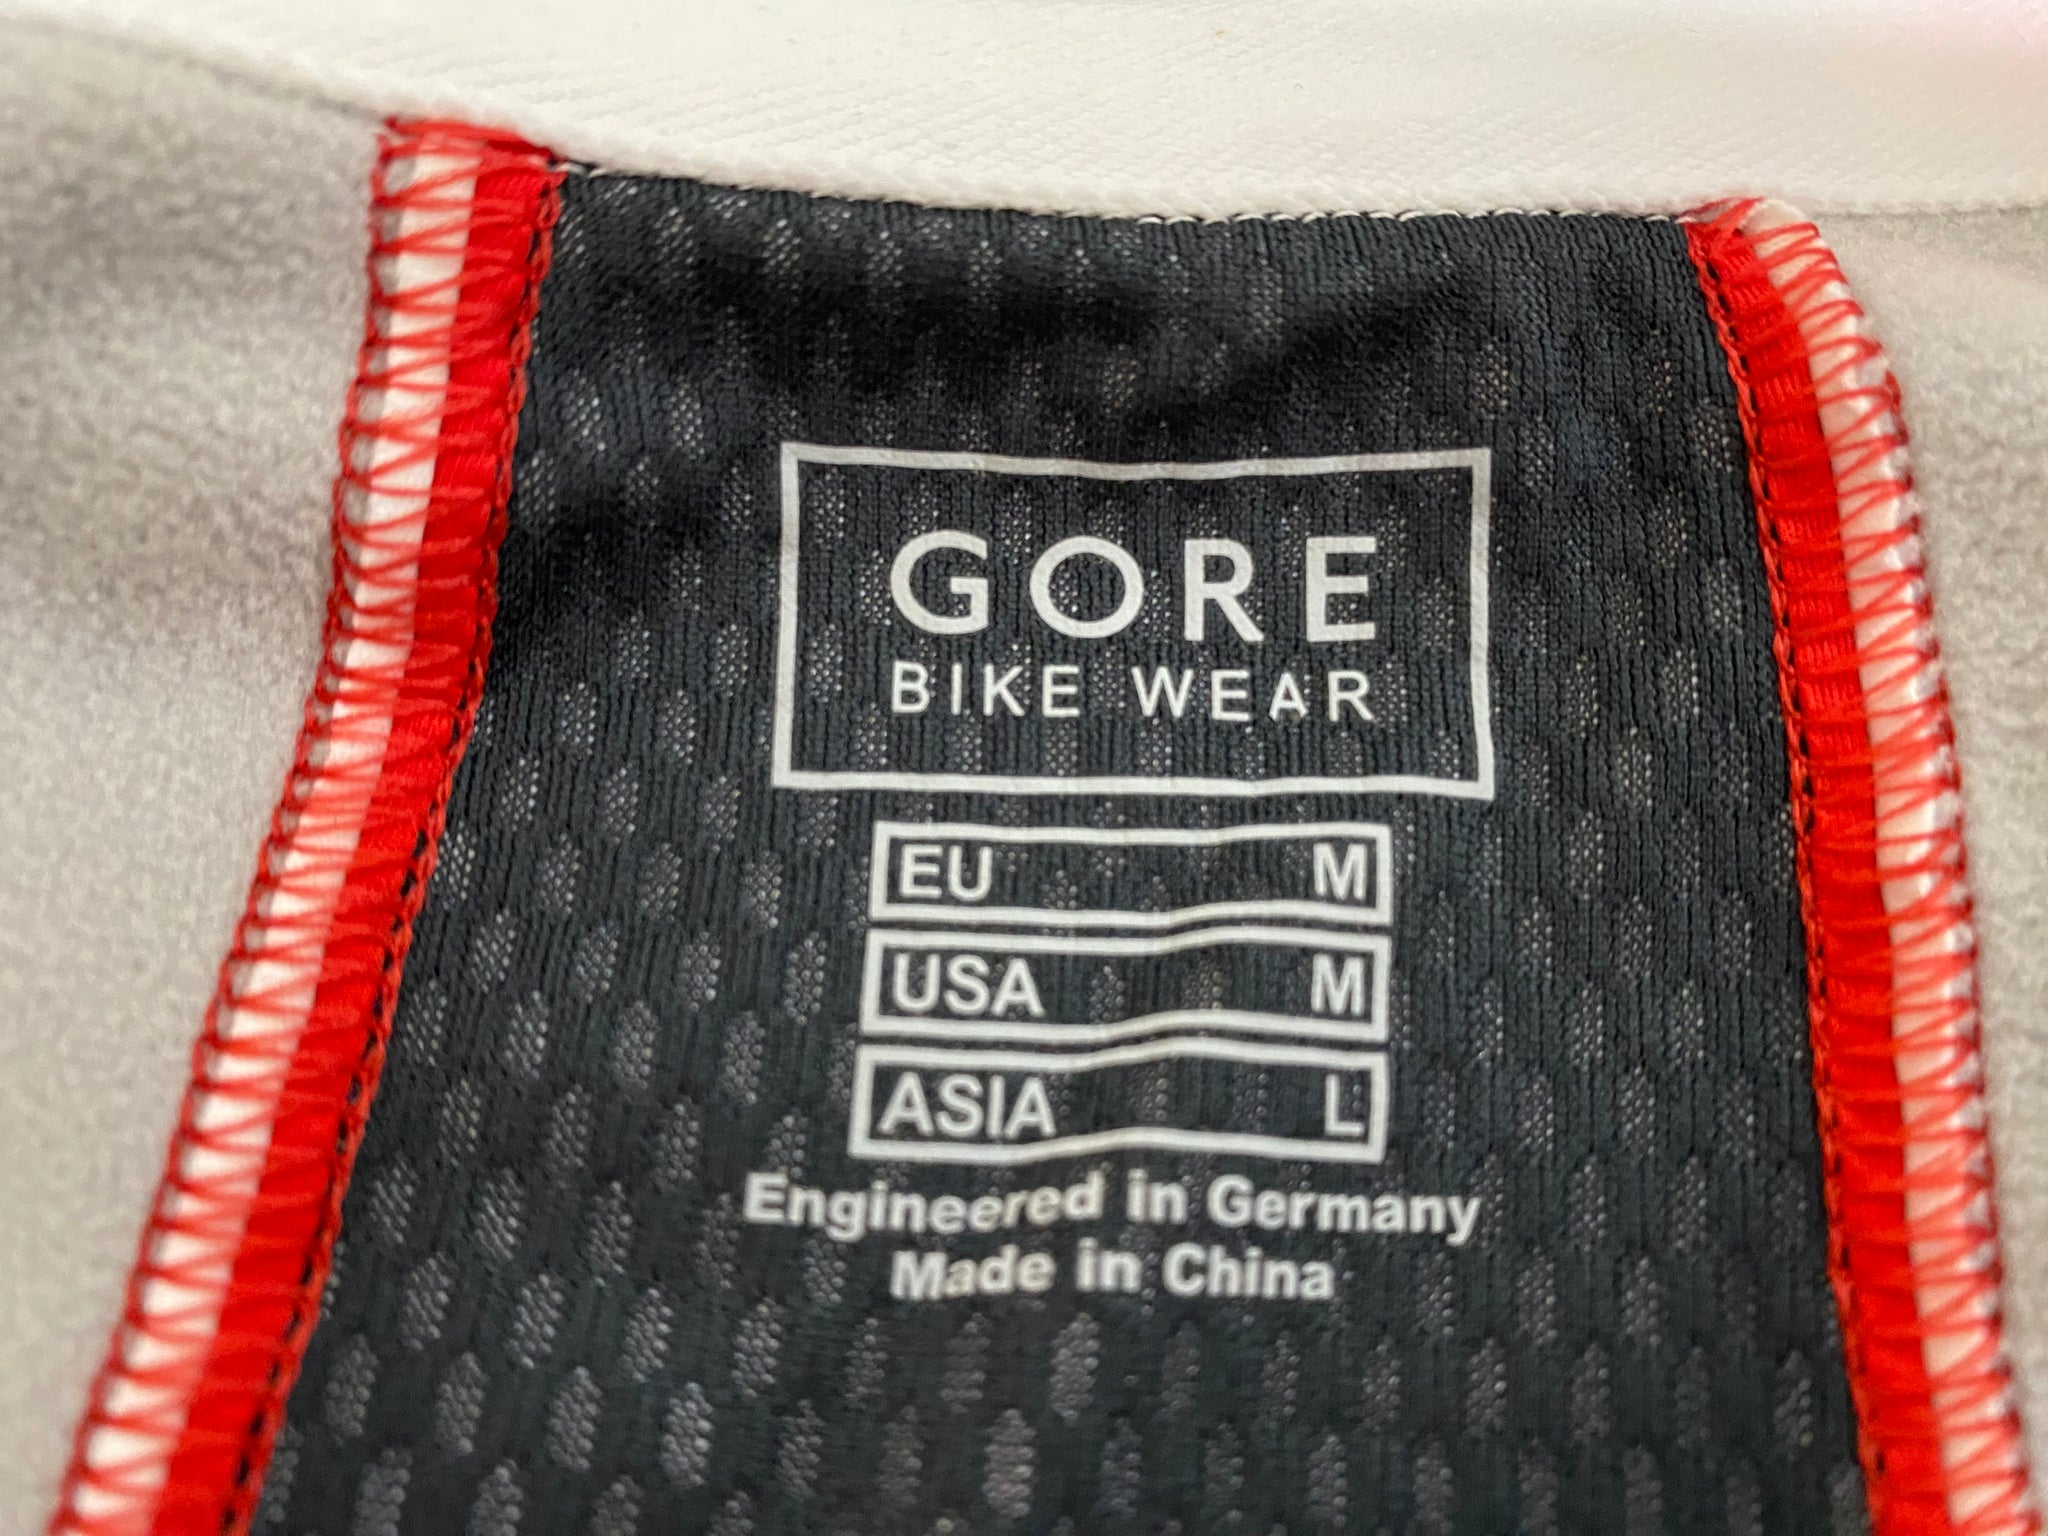 GORE
BIKE WEAR
EU M
USA M
ASIA L
Engineered in Germany
Made in China